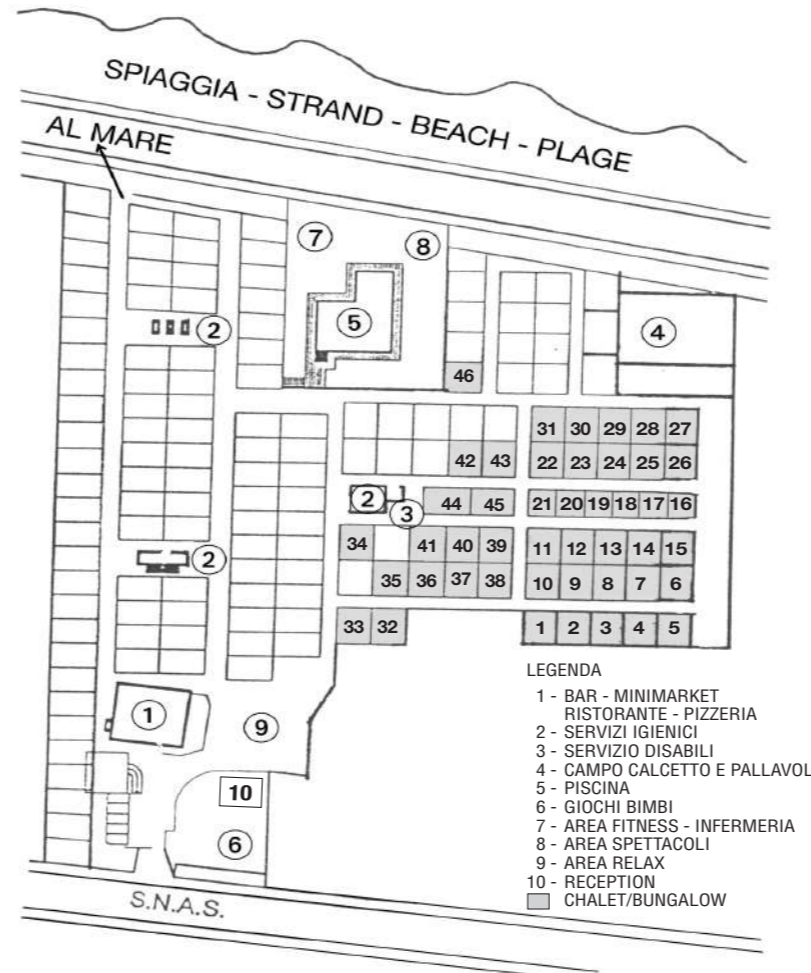 SPIAGGIA - STRAND - BEACH - PLAGE
AL MARE
7
8
2
5
4
46
31 30 29 28 27
42 43
22 23 24 25 26
2
3
44 45
21 20 19 18 17 16
34
41 40 39
11 12 13 14 15
2
35 36 37 38
10 9 8 7 6
33 32
1 2 3 4 5
1
9
10
6
S.N.A.S.
LEGENDA
1 - BAR - MINIMARKET
RISTORANTE - PIZZERIA
2 - SERVIZI IGIENICI
3 - SERVIZIO DISABILI
4 - CAMPO CALCETTO E PALLAVOL
5 - PISCINA
6 - GIOCHI BIMBI
7 - AREA FITNESS - INFERMERIA
8 - AREA SPETTACOLI
9 - AREA RELAX
10 - RECEPTION
CHALET/BUNGALOW